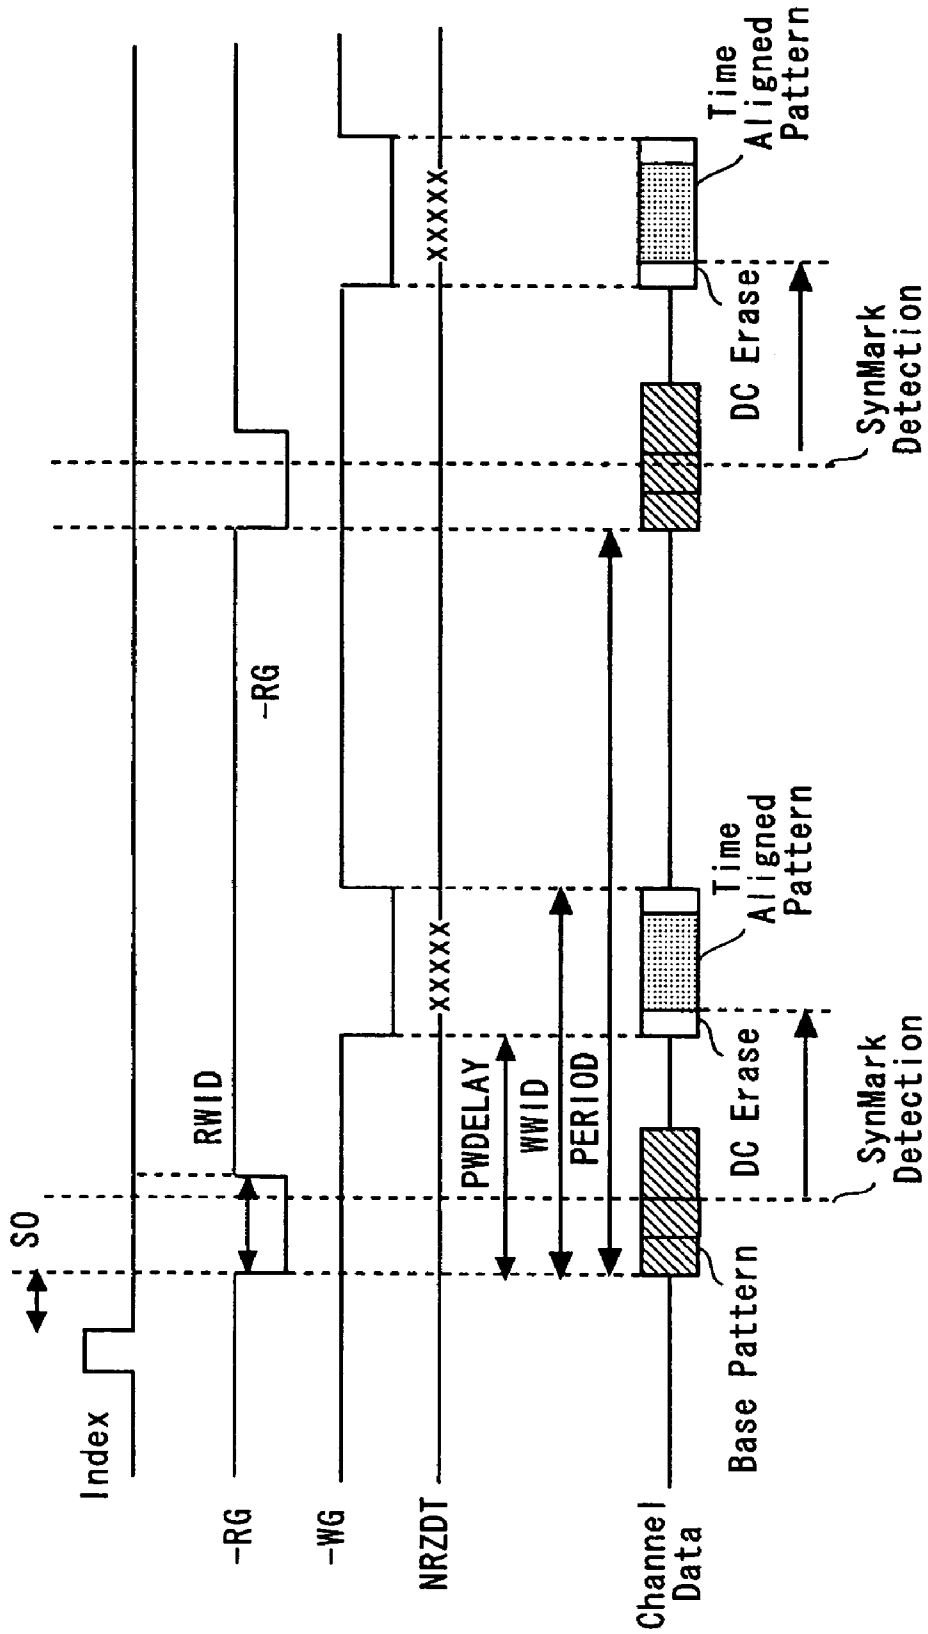 SO
Index
RWID
-RG
-RG
-WG
NRZDT
XXXXX
XXXXX
PWDELAY
WWID
PERIOD
Channel
Data
Base Pattern
DC Erase
Time
Aligned
Pattern
DC Erase
Time
Aligned
Pattern
SynMark
Detection
SynMark
Detection